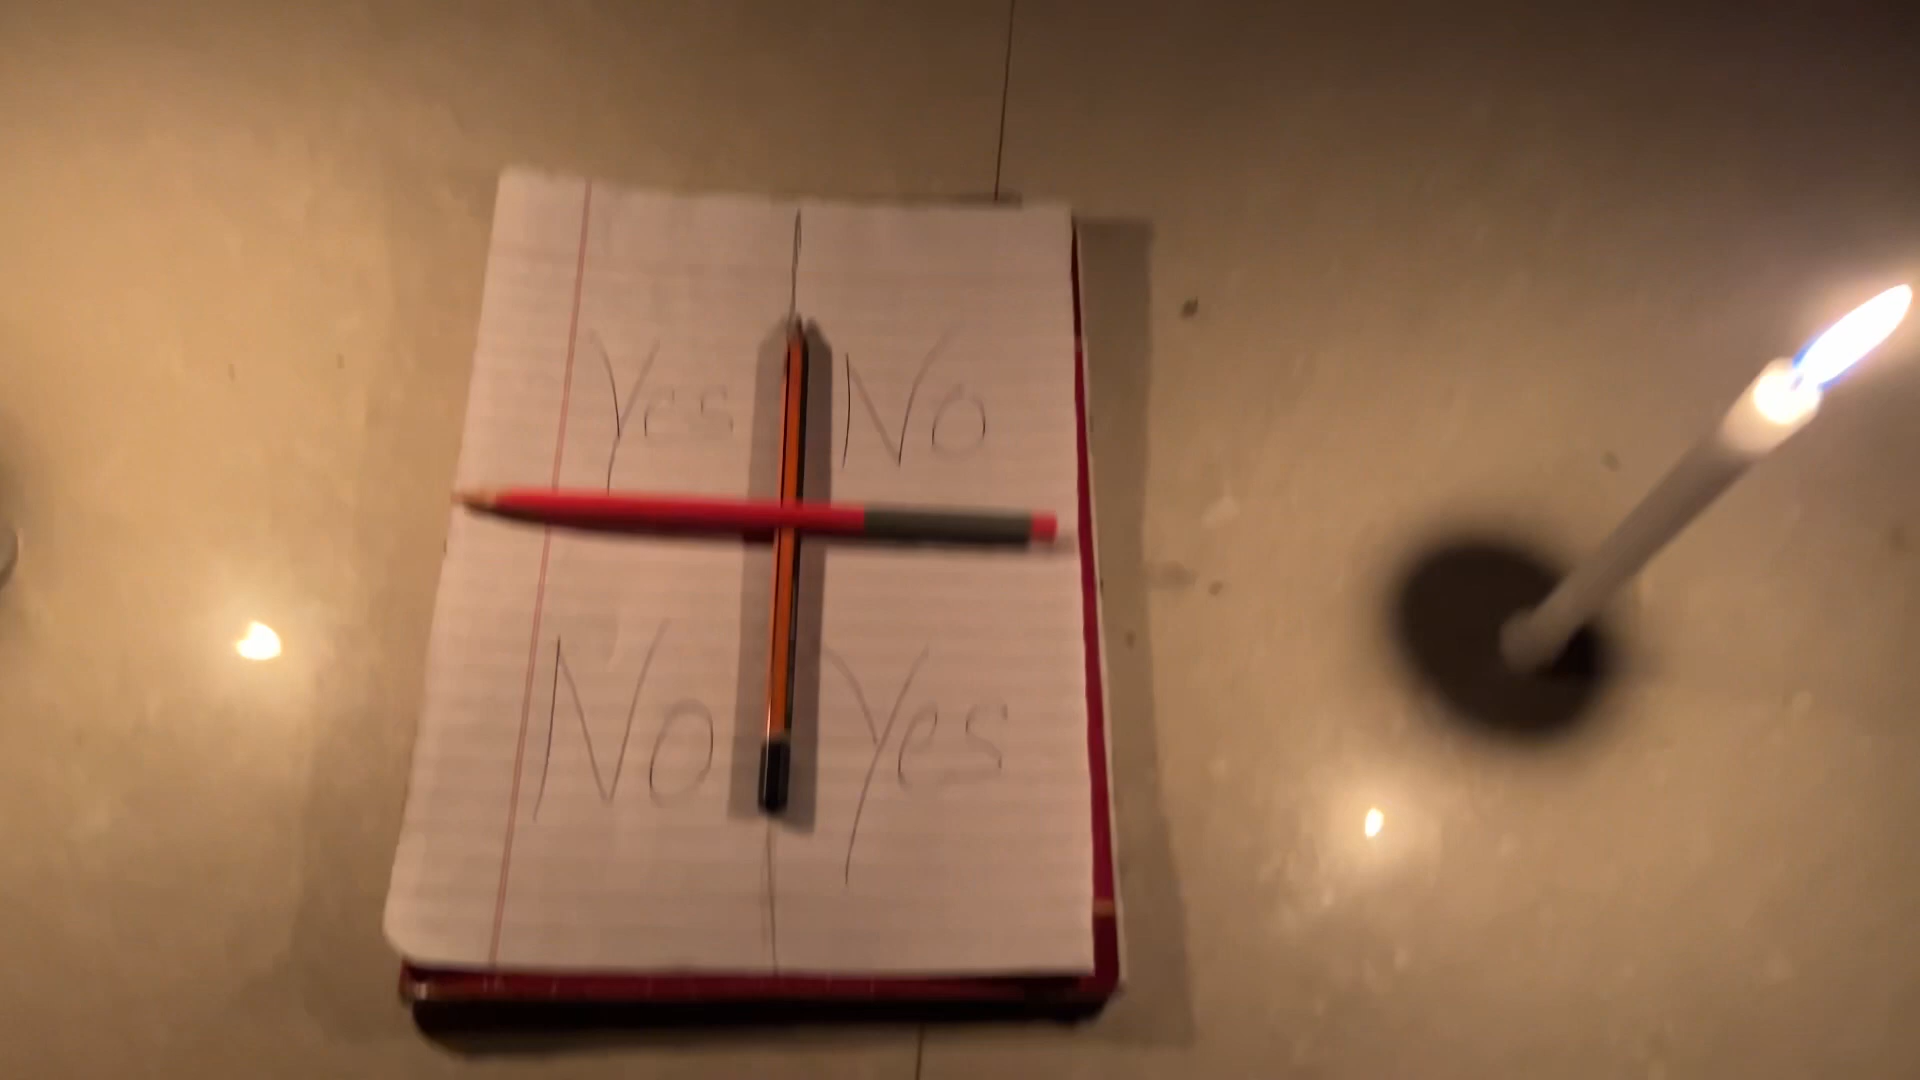 Yes No
No Yes